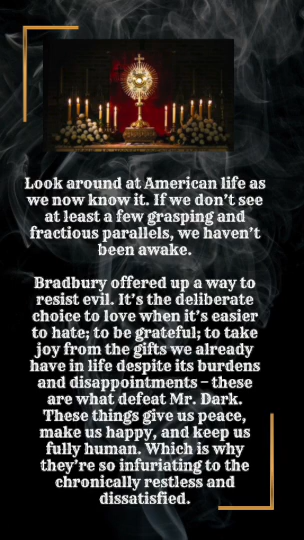 Look around at American life as
we now know it. If we don't see
at least a few grasping and
fractious parallels, we haven't
been awake.
Bradbury offered up a way to
resist evil. It's the deliberate
choice to love when it's easier
to hate; to be grateful; to take
joy from the gifts we already
have in life despite its burdens
and disappointments – these
are what defeat Mr. Dark.
These things give us peace,
make us happy, and keep us
fully human. Which is why
they're so infuriating to the
chronically restless and
dissatisfied.